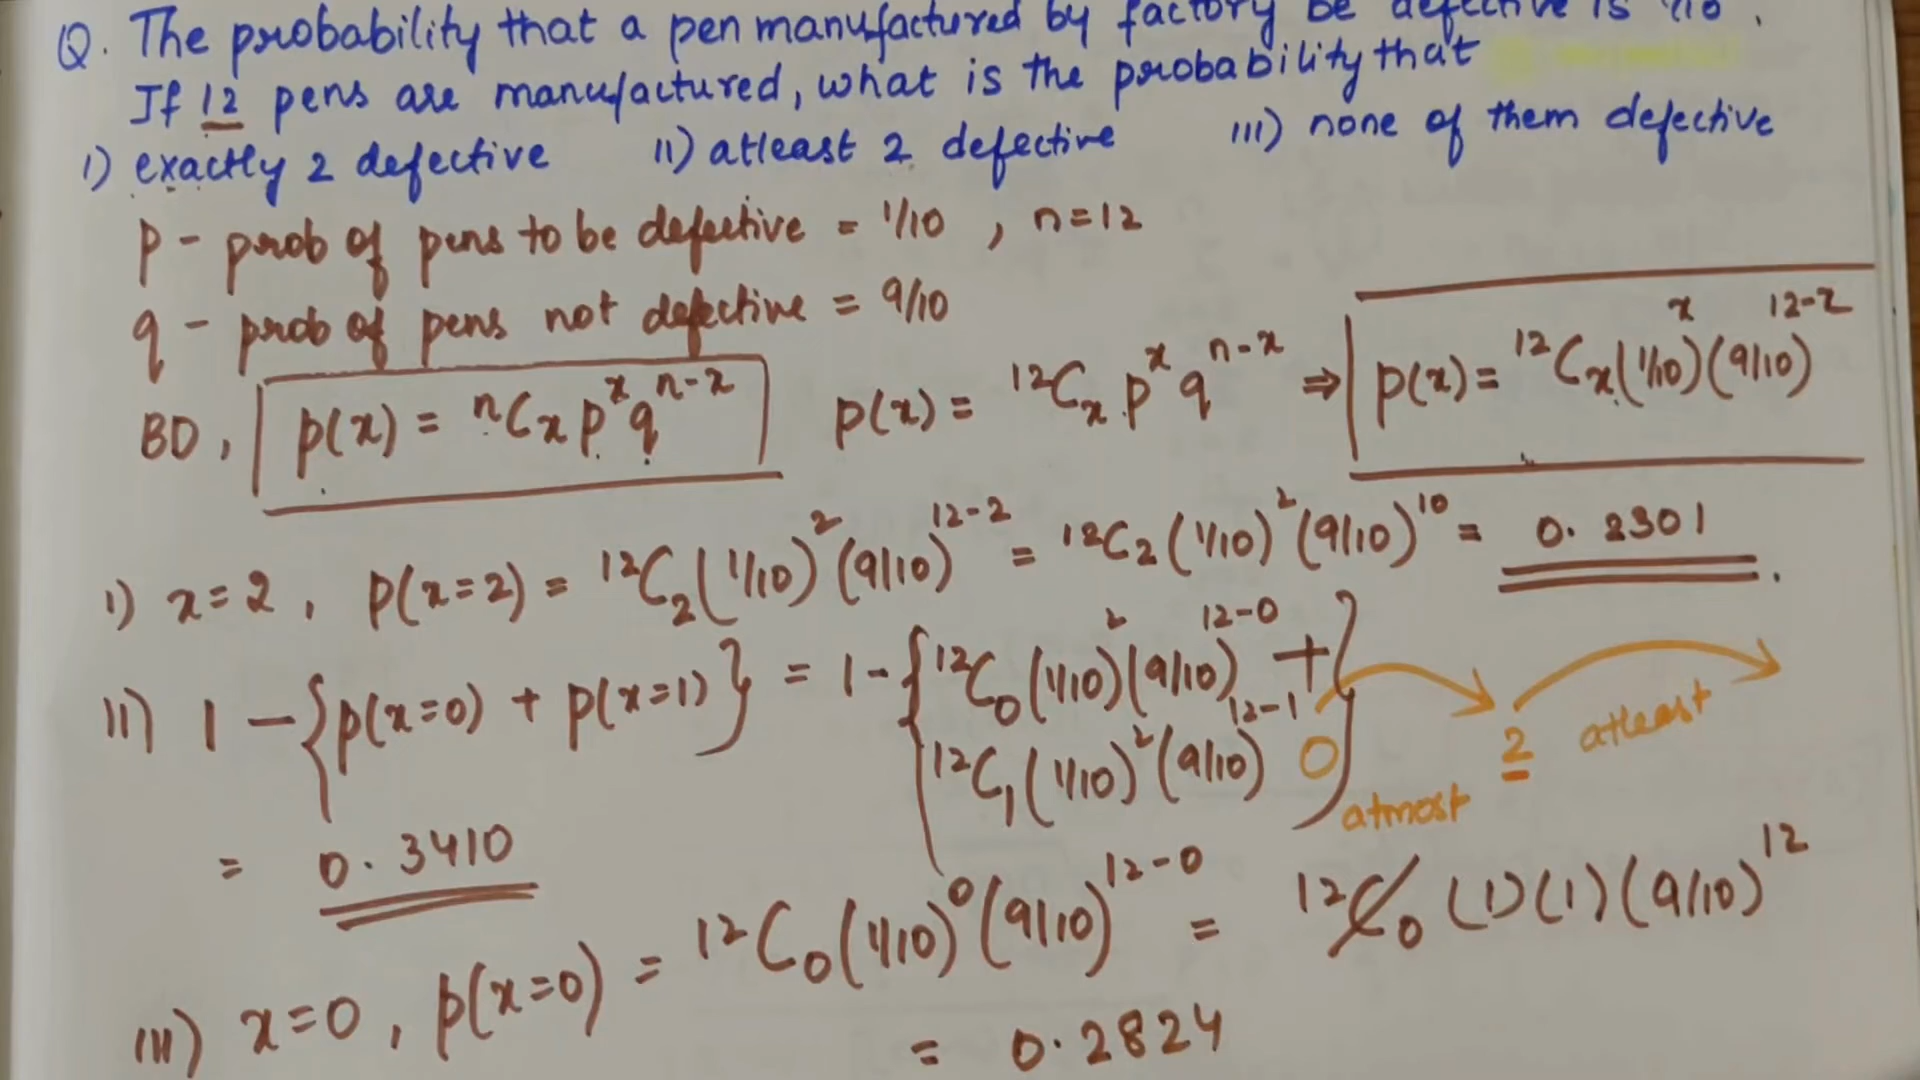 Q. The probability that a pen manufactured by factory be defective is 1/10.
If 12 pens are manufactured, what is the probability that
i) exactly 2 defective ii) atleast 2 defective iii) none of them defective
p - prob of pens to be defective = 1/10, n=12
q - prob of pens not defective = 9/10
BD, p(x) = ⁿCₓ pˣ qⁿ⁻ˣ p(x) = ¹²Cₓ pˣ qⁿ⁻ˣ ⇒ p(x) = ¹²Cₓ(1/10)ˣ(9/10)¹²⁻ˣ
i) x=2, p(x=2) = ¹²C₂(1/10)²(9/10)¹²⁻² = ¹²C₂(1/10)²(9/10)¹⁰ = 0.2301.
ii) 1 - {p(x=0) + p(x=1)} = 1 - {¹²C₀(1/10)²(9/10)¹²⁻⁰ +
¹²C₁(1/10)²(9/10)¹²⁻¹} 0 2 atleast
atmost
= 0.3410
iii) x=0, p(x=0) = ¹²C₀(1/10)⁰(9/10)¹²⁻⁰ = ¹²C₀(1)(1)(9/10)¹²
= 0.2824